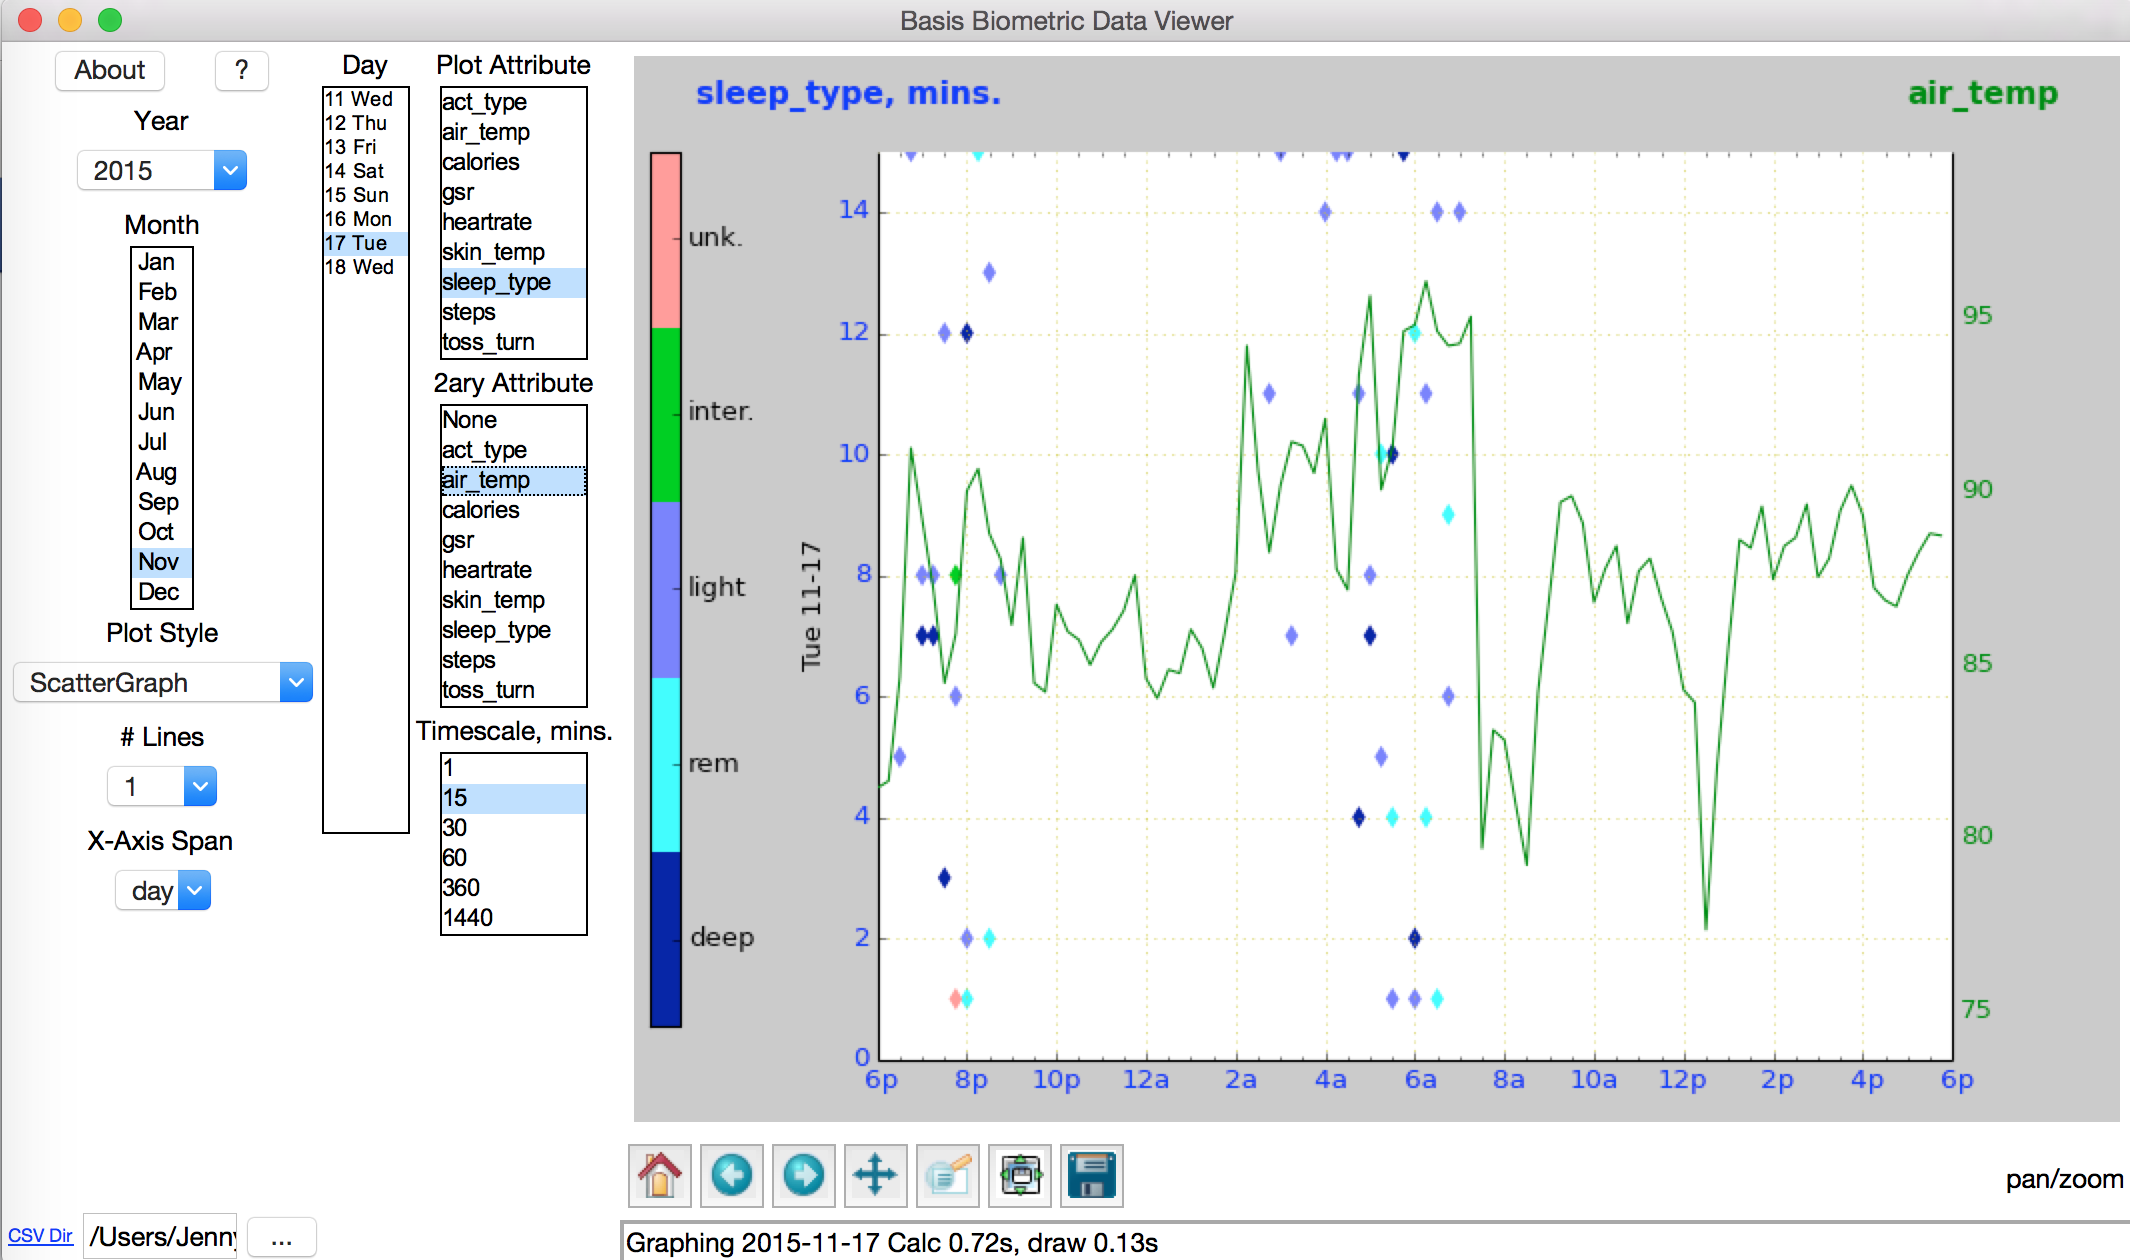 Basis Biometric Data Viewer
About
?
Year
2015
Month
Jan
Feb
Mar
Apr
May
Jun
Jul
Aug
Sep
Oct
Nov
Dec
Plot Style
ScatterGraph
# Lines
1
X-Axis Span
day
CSV Dir
/Users/Jenny
...
Day
11 Wed
12 Thu
13 Fri
14 Sat
15 Sun
16 Mon
17 Tue
18 Wed
Plot Attribute
act_type
air_temp
calories
gsr
heartrate
skin_temp
sleep_type
steps
toss_turn
2ary Attribute
None
act_type
air_temp
calories
gsr
heartrate
skin_temp
sleep_type
steps
toss_turn
Timescale, mins.
1
15
30
60
360
1440
sleep_type, mins.
air_temp
unk.
inter.
light
rem
deep
Tue 11-17
14
12
10
8
6
4
2
0
95
90
85
80
75
6p 8p 10p 12a 2a 4a 6a 8a 10a 12p 2p 4p 6p
pan/zoom
Graphing 2015-11-17 Calc 0.72s, draw 0.13s